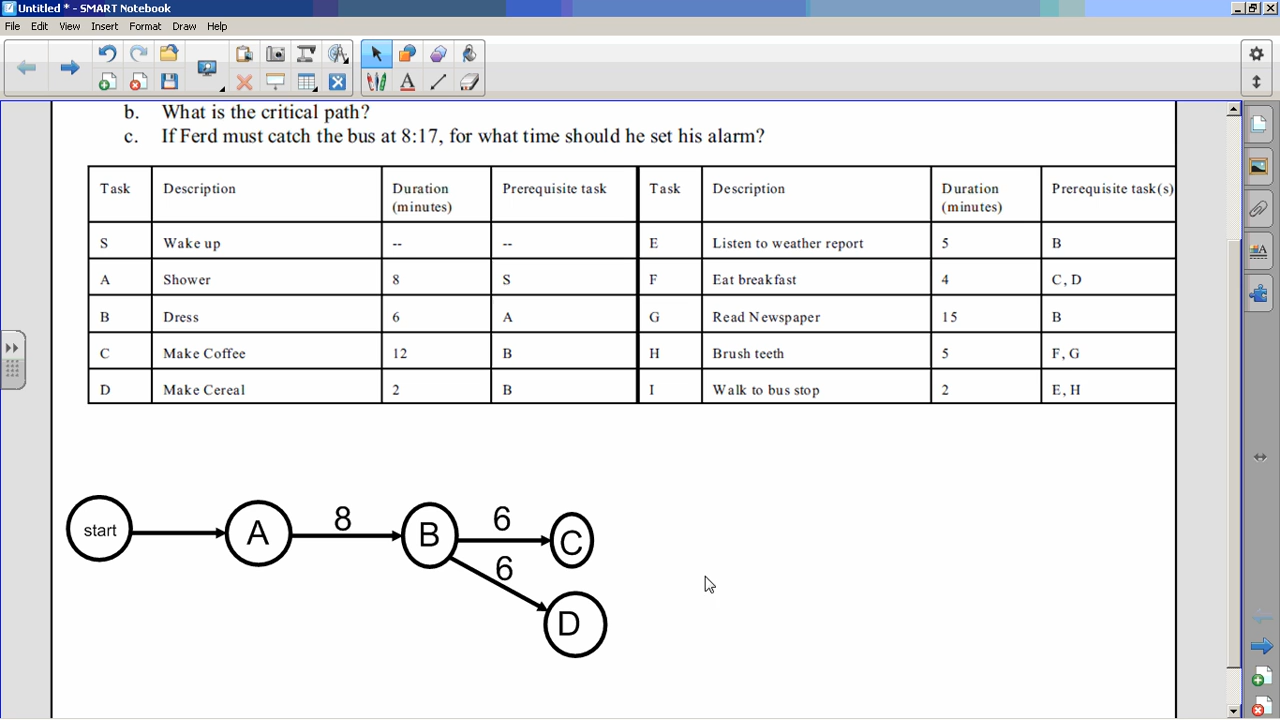 Untitled * - SMART Notebook
File Edit View Insert Format Draw Help
b. What is the critical path?
c. If Ferd must catch the bus at 8:17, for what time should he set his alarm?
Task Description Duration (minutes) Prerequisite task Task Description Duration (minutes) Prerequisite task(s)
S Wake up -- -- E Listen to weather report 5 B
A Shower 8 S F Eat breakfast 4 C, D
B Dress 6 A G Read Newspaper 15 B
C Make Coffee 12 B H Brush teeth 5 F, G
D Make Cereal 2 B I Walk to bus stop 2 E, H
start A 8 B 6 C
6
D